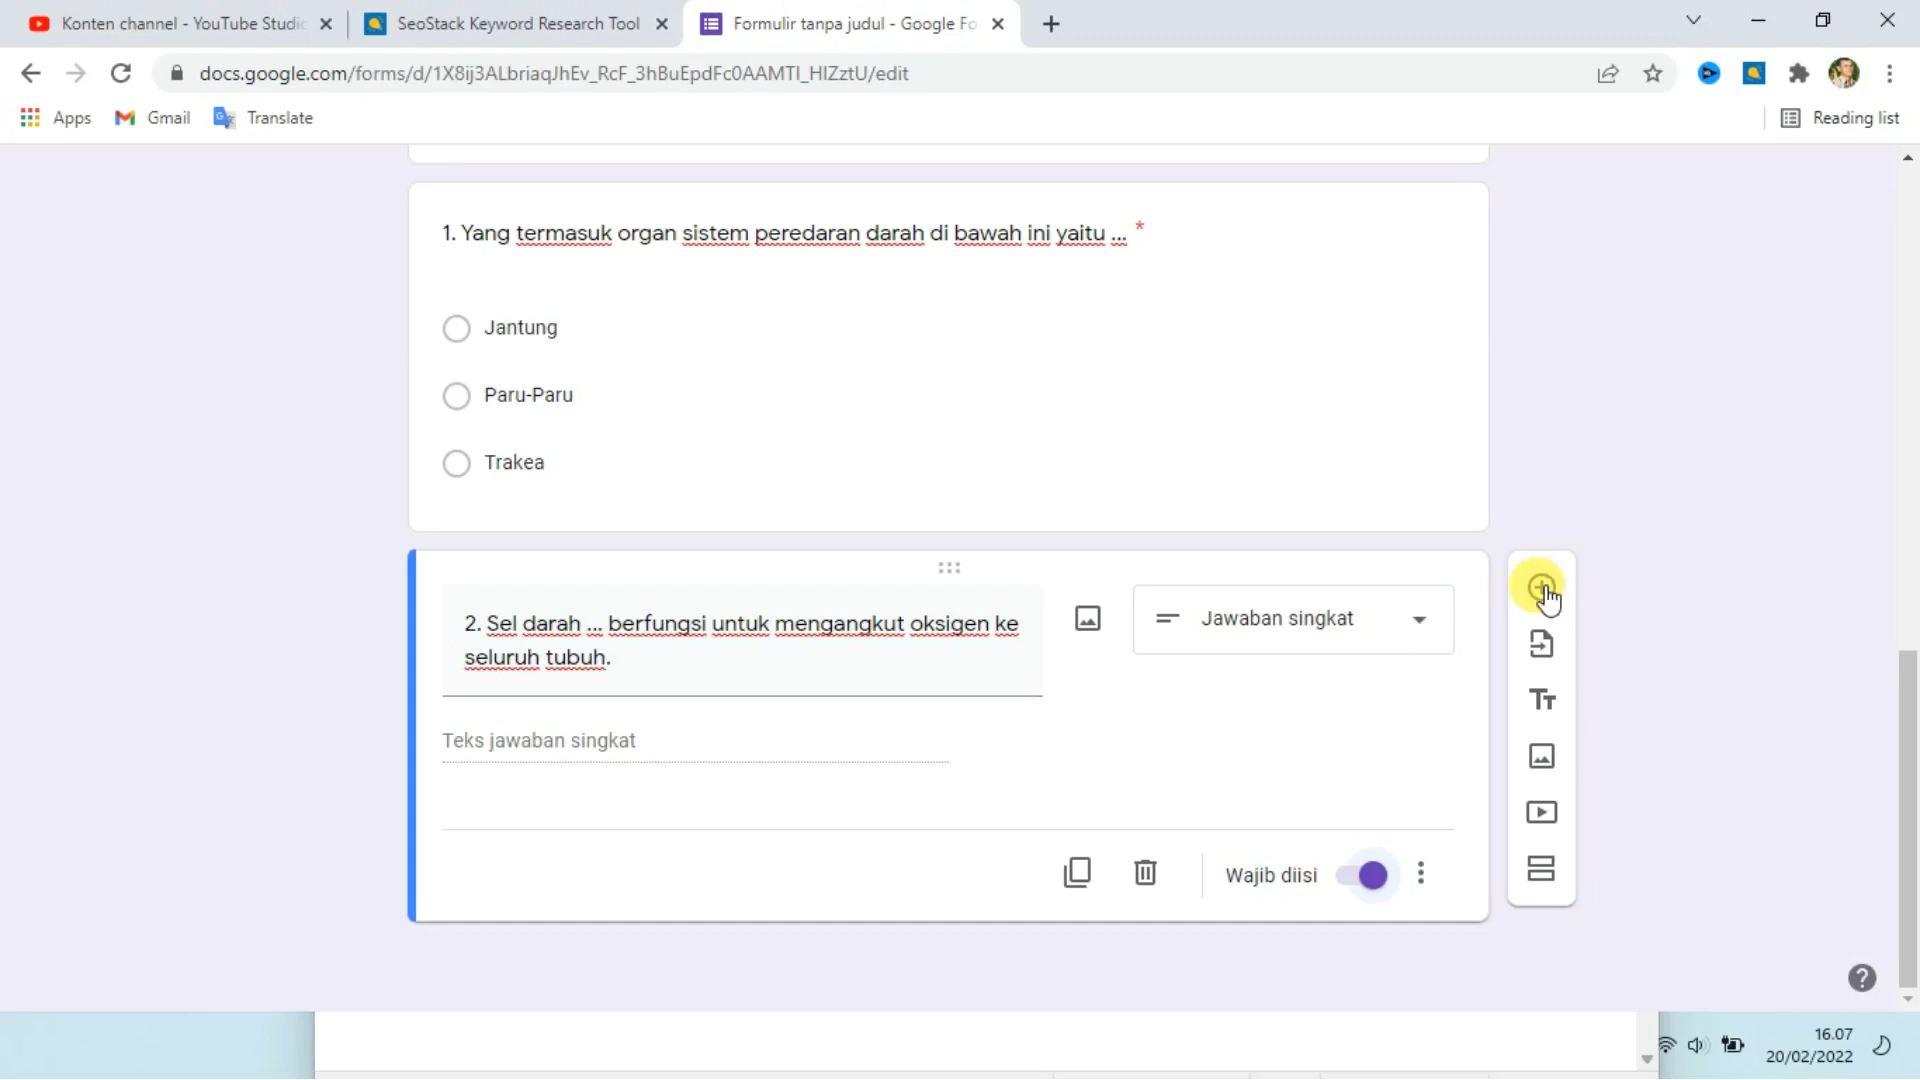 Konten channel - YouTube Studio
SeoStack Keyword Research Tool
Formulir tanpa judul - Google Fo
docs.google.com/forms/d/1X8ij3ALbriaqJhEv_RcF_3hBuEpdFc0AAMTI_HIZztU/edit
Apps
Gmail
Translate
Reading list
1. Yang termasuk organ sistem peredaran darah di bawah ini yaitu ... *
Jantung
Paru-Paru
Trakea
2. Sel darah ... berfungsi untuk mengangkut oksigen ke
seluruh tubuh.
Jawaban singkat
Teks jawaban singkat
Wajib diisi
16.07
20/02/2022